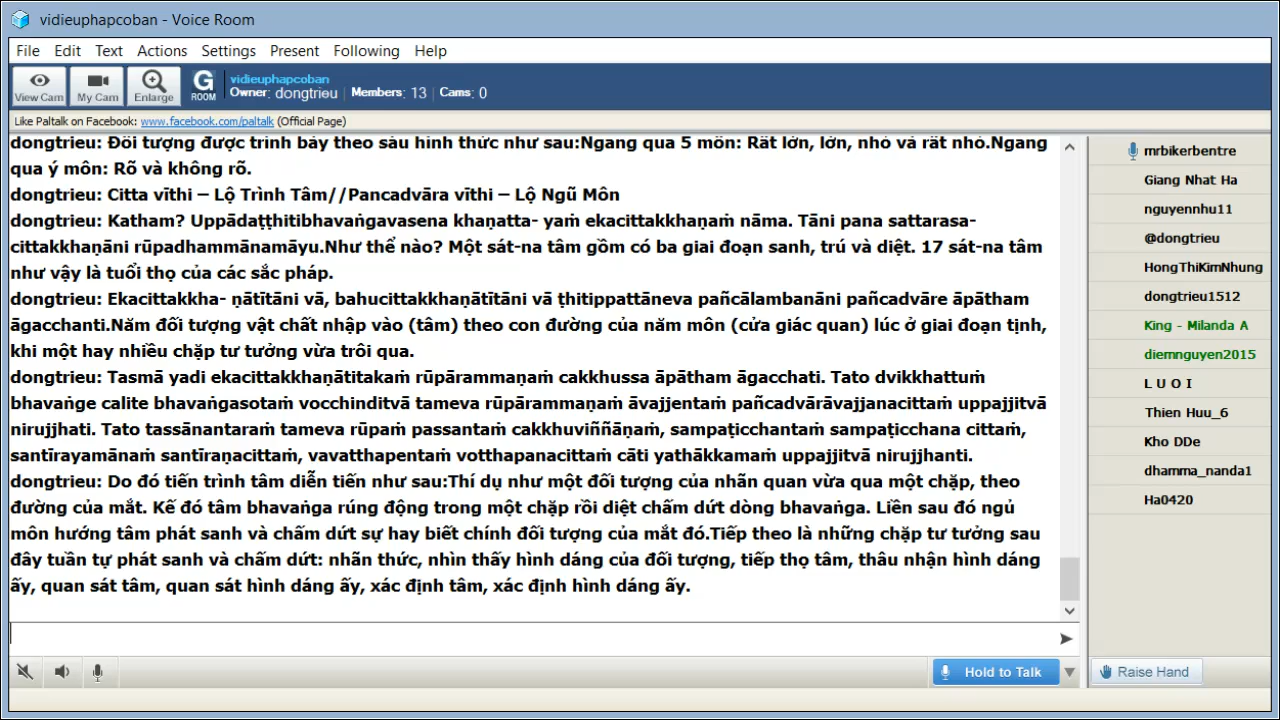 vidieuphapcoban - Voice Room
File Edit Text Actions Settings Present Following Help
View Cam My Cam Enlarge G ROOM
vidieuphapcoban
Owner: dongtrieu Members: 13 Cams: 0
Like Paltalk on Facebook: www.facebook.com/paltalk (Official Page)
dongtrieu: Đối tượng được trình bày theo sáu hình thức như sau:Ngang qua 5 môn: Rất lớn, lớn, nhỏ và rất nhỏ.Ngang
qua ý môn: Rõ và không rõ.
dongtrieu: Citta vīthi – Lộ Trình Tâm//Pancadvāra vīthi – Lộ Ngũ Môn
dongtrieu: Katham? Uppādaṭṭhitibhavaṅgavasena khaṇatta- yaṁ ekacittakkhaṇaṁ nāma. Tāni pana sattarasa-
cittakkhaṇāni rūpadhammānamāyu.Như thế nào? Một sát-na tâm gồm có ba giai đoạn sanh, trú và diệt. 17 sát-na tâm
như vậy là tuổi thọ của các sắc pháp.
dongtrieu: Ekacittakkha- ṇātītāni vā, bahucittakkhaṇātītāni vā ṭhitippattāneva pañcālambanāni pañcadvāre āpātham
āgacchanti.Năm đối tượng vật chất nhập vào (tâm) theo con đường của năm môn (cửa giác quan) lúc ở giai đoạn tịnh,
khi một hay nhiều chặp tư tưởng vừa trôi qua.
dongtrieu: Tasmā yadi ekacittakkhaṇātitakaṁ rūpārammaṇaṁ cakkhussa āpātham āgacchati. Tato dvikkhattuṁ
bhavaṅge calite bhavaṅgasotaṁ vocchinditvā tameva rūpārammaṇaṁ āvajjentaṁ pañcadvārāvajjanacittaṁ uppajjitvā
nirujjhati. Tato tassānantaraṁ tameva rūpaṁ passantaṁ cakkhuviññāṇaṁ, sampaṭicchantaṁ sampaṭicchana cittaṁ,
santīrayamānaṁ santīraṇacittaṁ, vavatthapentaṁ votthapanacittaṁ cāti yathākkamaṁ uppajjitvā nirujjhanti.
dongtrieu: Do đó tiến trình tâm diễn tiến như sau:Thí dụ như một đối tượng của nhãn quan vừa qua một chặp, theo
đường của mắt. Kế đó tâm bhavaṅga rúng động trong một chặp rồi diệt chấm dứt dòng bhavaṅga. Liền sau đó ngủ
môn hướng tâm phát sanh và chấm dứt sự hay biết chính đối tượng của mắt đó.Tiếp theo là những chặp tư tưởng sau
đây tuần tự phát sanh và chấm dứt: nhãn thức, nhìn thấy hình dáng của đối tượng, tiếp thọ tâm, thâu nhận hình dáng
ấy, quan sát tâm, quan sát hình dáng ấy, xác định tâm, xác định hình dáng ấy.
mrbikerbentre
Giang Nhat Ha
nguyennhu11
@dongtrieu
HongThiKimNhung
dongtrieu1512
King - Milanda A
diemnguyen2015
L U O I
Thien Huu_6
Kho DDe
dhamma_nanda1
Ha0420
Hold to Talk
Raise Hand